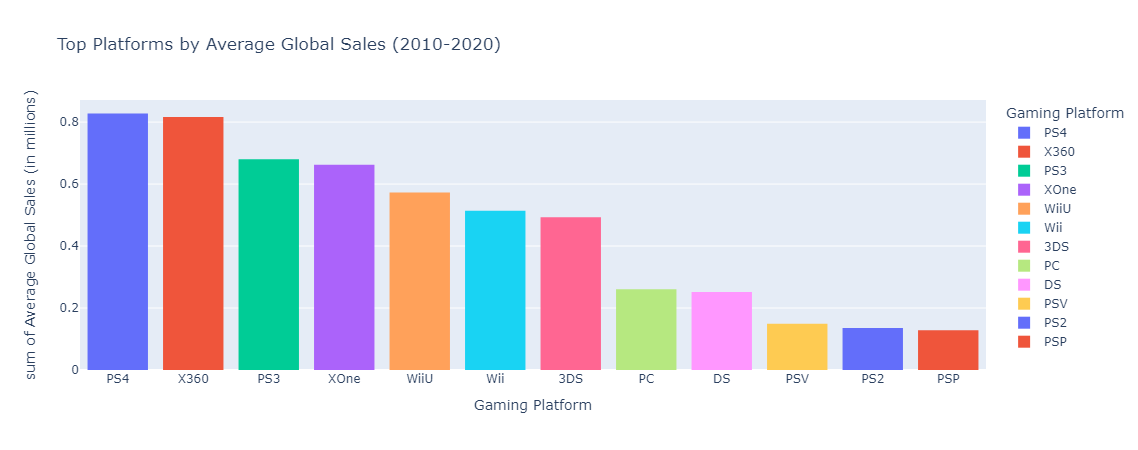 Top Platforms by Average Global Sales (2010-2020)
sum of Average Global Sales (in millions)
0.8
0.6
0.4
0.2
0
PS4 X360 PS3 XOne WiiU Wii 3DS PC DS PSV PS2 PSP
Gaming Platform
Gaming Platform
PS4
X360
PS3
XOne
WiiU
Wii
3DS
PC
DS
PSV
PS2
PSP